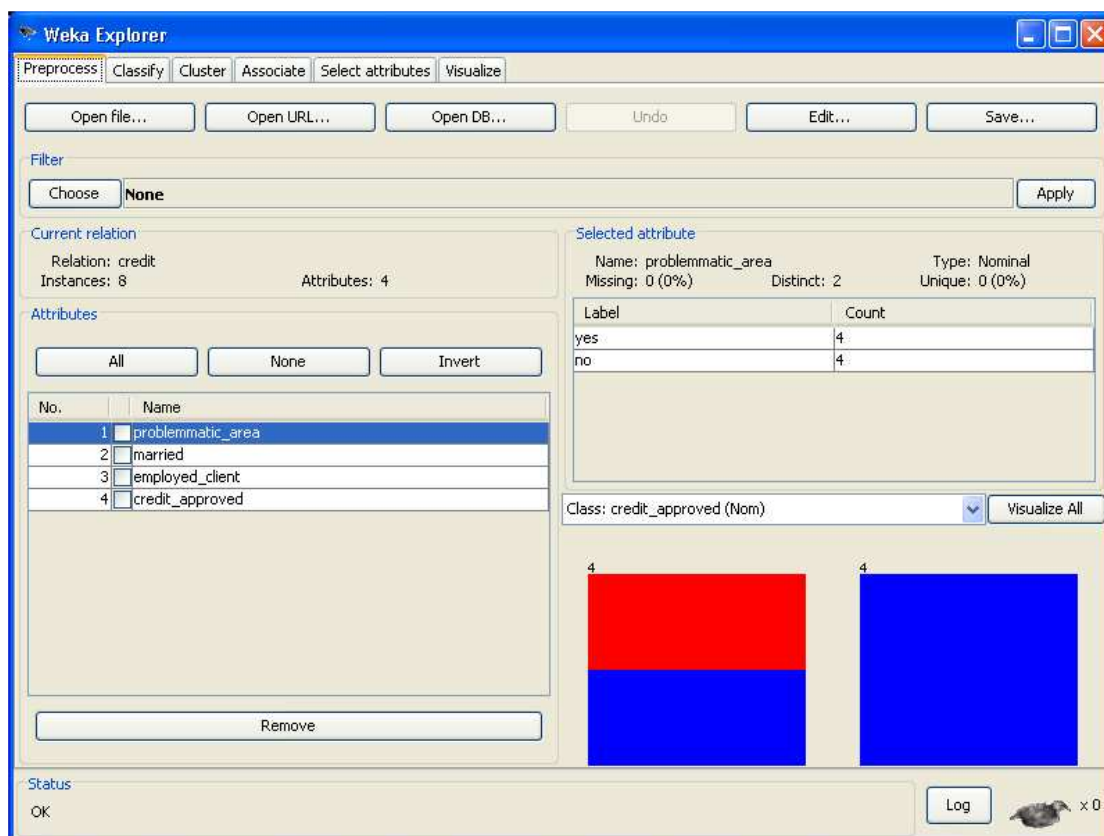 Weka Explorer
Preprocess Classify Cluster Associate Select attributes Visualize
Open file... Open URL... Open DB... Undo Edit... Save...
Filter
Choose None Apply
Current relation
Relation: credit
Instances: 8 Attributes: 4
Attributes
All None Invert
No. Name
1 problemmatic_area
2 married
3 employed_client
4 credit_approved
Remove
Selected attribute
Name: problemmatic_area Type: Nominal
Missing: 0 (0%) Distinct: 2 Unique: 0 (0%)
Label Count
yes 4
no 4
Class: credit_approved (Nom) Visualize All
4 4
Status
OK
Log x 0